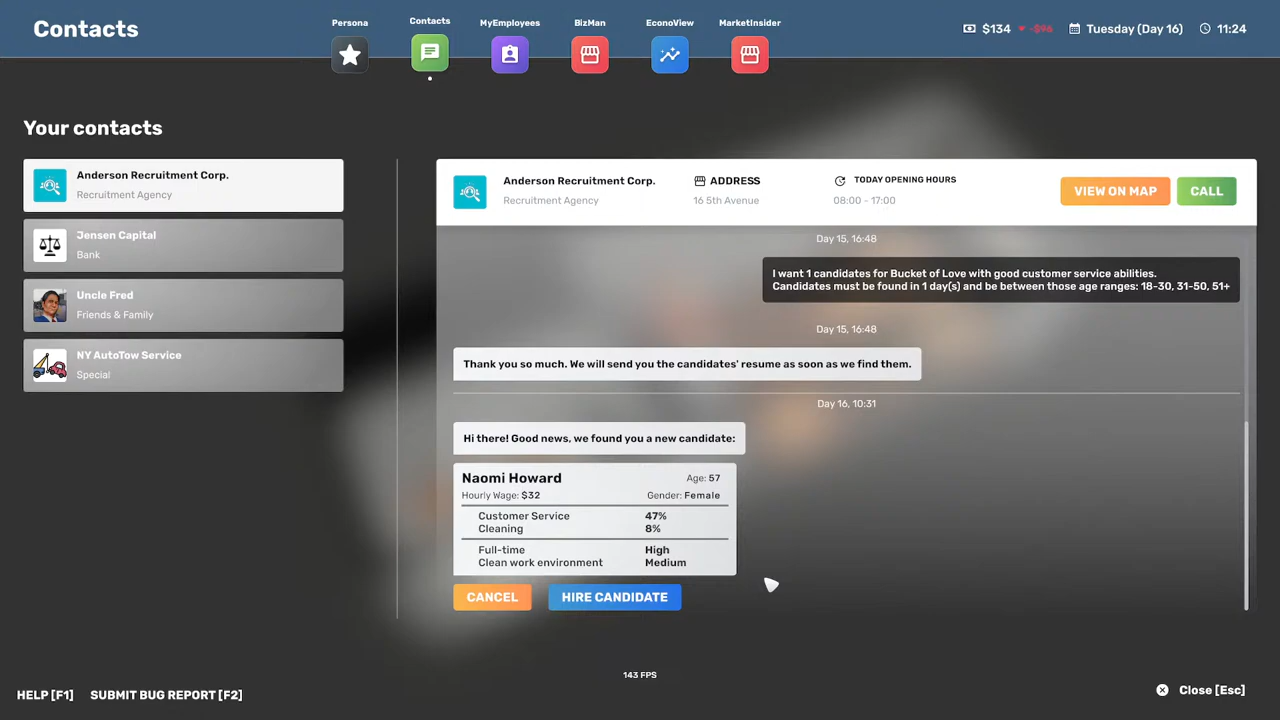 Contacts
Persona
Contacts
MyEmployees
BizMan
EconoView
MarketInsider
$134 -$96
Tuesday (Day 16)
11:24
Your contacts
Anderson Recruitment Corp.
Recruitment Agency
Jensen Capital
Bank
Uncle Fred
Friends & Family
NY AutoTow Service
Special
Anderson Recruitment Corp.
Recruitment Agency
ADDRESS
16 5th Avenue
TODAY OPENING HOURS
08:00 - 17:00
VIEW ON MAP
CALL
Day 15, 16:48
I want 1 candidates for Bucket of Love with good customer service abilities.
Candidates must be found in 1 day(s) and be between those age ranges: 18-30, 31-50, 51+
Day 15, 16:48
Thank you so much. We will send you the candidates' resume as soon as we find them.
Day 16, 10:31
Hi there! Good news, we found you a new candidate:
Naomi Howard Age: 57
Hourly Wage: $32 Gender: Female
Customer Service 47%
Cleaning 8%
Full-time High
Clean work environment Medium
CANCEL
HIRE CANDIDATE
143 FPS
HELP [F1]
SUBMIT BUG REPORT [F2]
Close [Esc]